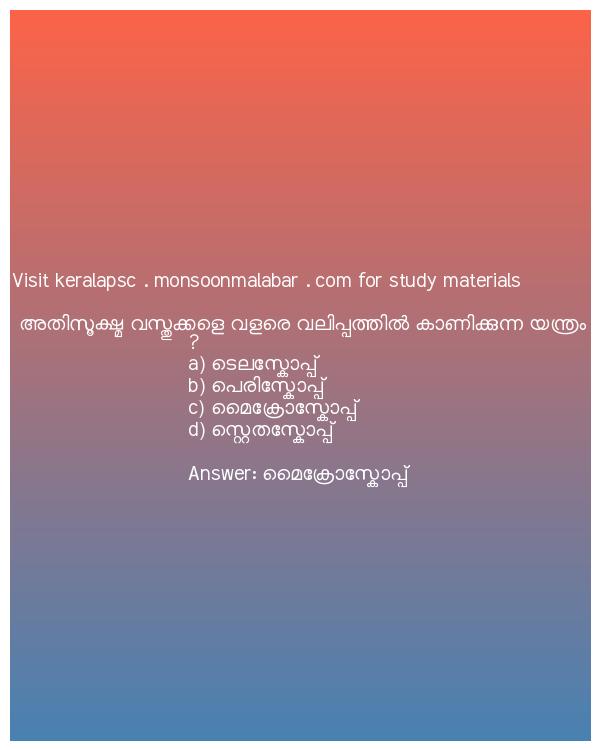 Visit keralapsc . monsoonmalabar . com for study materials
അതിസൂക്ഷ്മ വസ്തുക്കളെ വളരെ വലിപ്പത്തിൽ കാണിക്കുന്ന യന്ത്രം
?
a) ടെലസ്കോപ്പ്
b) പെരിസ്കോപ്പ്
c) മൈക്രോസ്കോപ്പ്
d) സ്റ്റെതസ്കോപ്പ്
Answer: മൈക്രോസ്കോപ്പ്